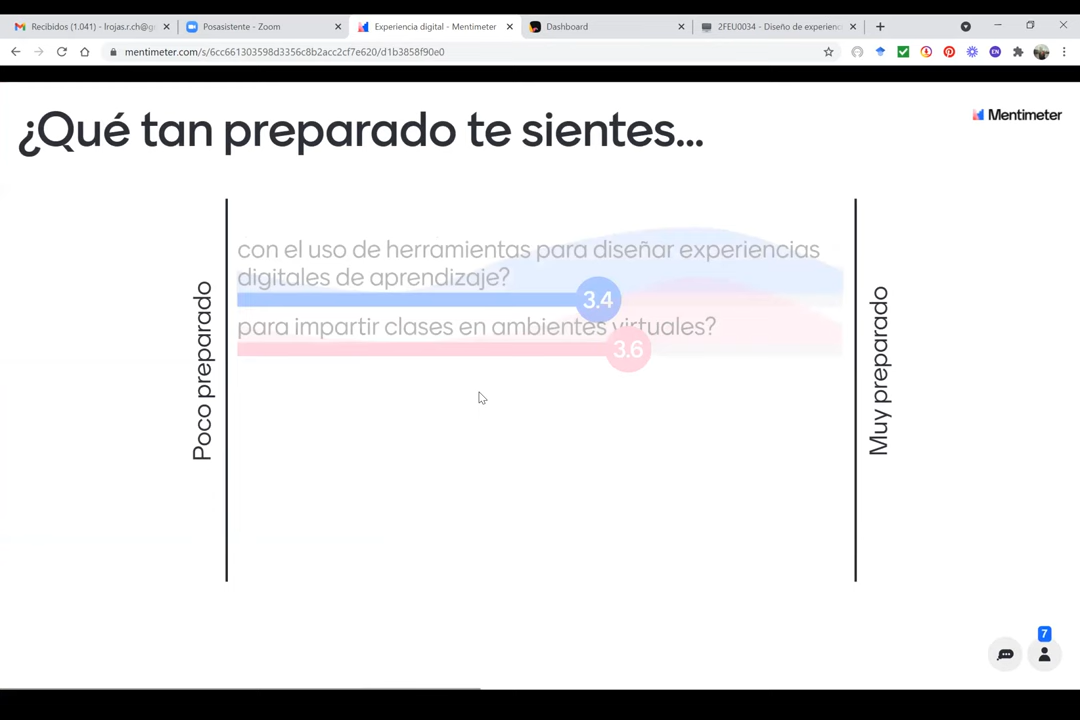 Recibidos (1.041) - lrojas.r.ch@g
Posasistente - Zoom
Experiencia digital - Mentimeter
Dashboard
2FEU0034 - Diseño de experienc
mentimeter.com/s/6cc661303598d3356c8b2acc2cf7e620/d1b3858f90e0
EN
¿Qué tan preparado te sientes...
Mentimeter
Poco preparado
con el uso de herramientas para diseñar experiencias
digitales de aprendizaje?
3.4
para impartir clases en ambientes virtuales?
3.6
Muy preparado
7